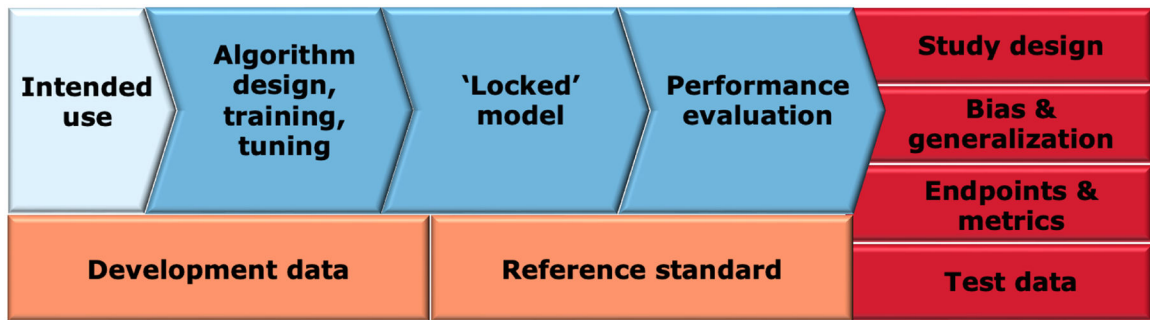 Intended
use
Algorithm
design,
training,
tuning
‘Locked’
model
Performance
evaluation
Study design
Bias &
generalization
Endpoints &
metrics
Test data
Development data
Reference standard